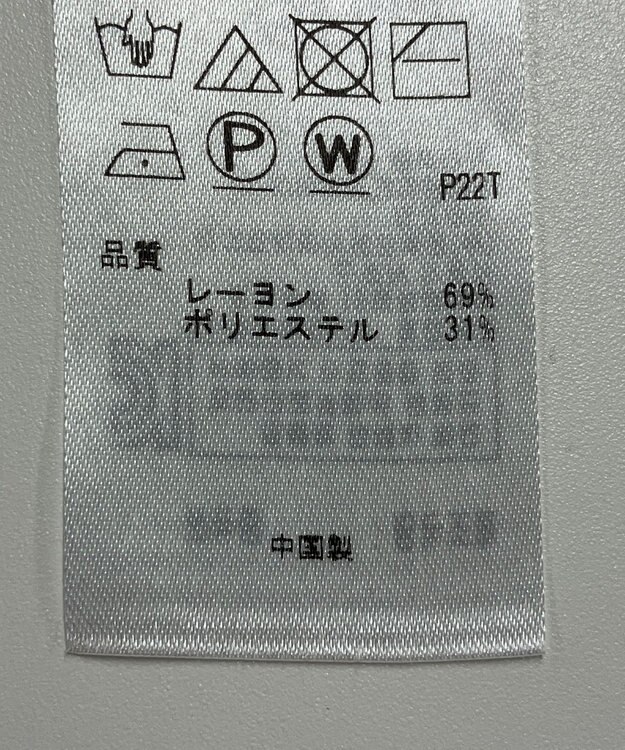 P W
P22T
品質
レーヨン 69%
ポリエステル 31%
中国製